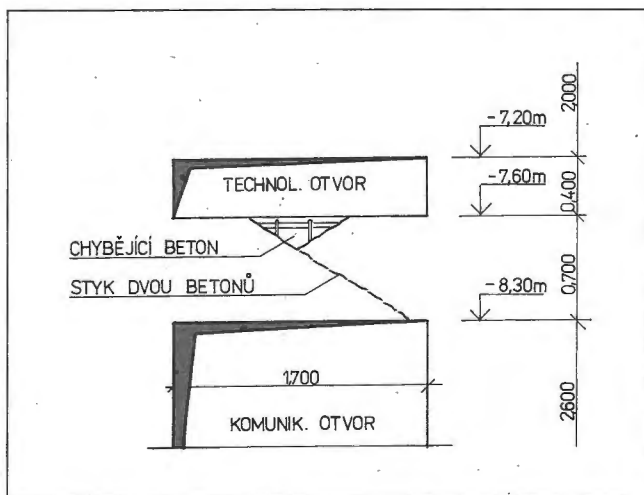 -7,20m
2000
TECHNOL. OTVOR
-7,60m
0,400
CHYBĚJÍCÍ BETON
STYK DVOU BETONŮ
-8,30m
0,700
1,700
2600
KOMUNIK. OTVOR